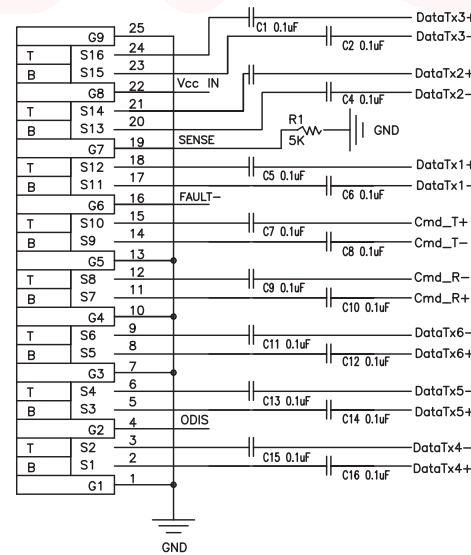 G9 25
T S16 24 C1 0.1uF DataTx3+
B S15 23 C2 0.1uF DataTx3-
G8 22 Vcc IN
T S14 21 DataTx2+
B S13 20 C4 0.1uF DataTx2-
G7 19 SENSE R1 5K GND
T S12 18 C5 0.1uF DataTx1+
B S11 17 C6 0.1uF DataTx1-
G6 16 FAULT-
T S10 15 C7 0.1uF Cmd_T+
B S9 14 C8 0.1uF Cmd_T-
G5 13
T S8 12 C9 0.1uF Cmd_R-
B S7 11 C10 0.1uF Cmd_R+
G4 10
T S6 9 C11 0.1uF DataTx6-
B S5 8 C12 0.1uF DataTx6+
G3 7
T S4 6 C13 0.1uF DataTx5-
B S3 5 C14 0.1uF DataTx5+
G2 4 ODIS
T S2 3 C15 0.1uF DataTx4-
B S1 2 C16 0.1uF DataTx4+
G1 1
GND